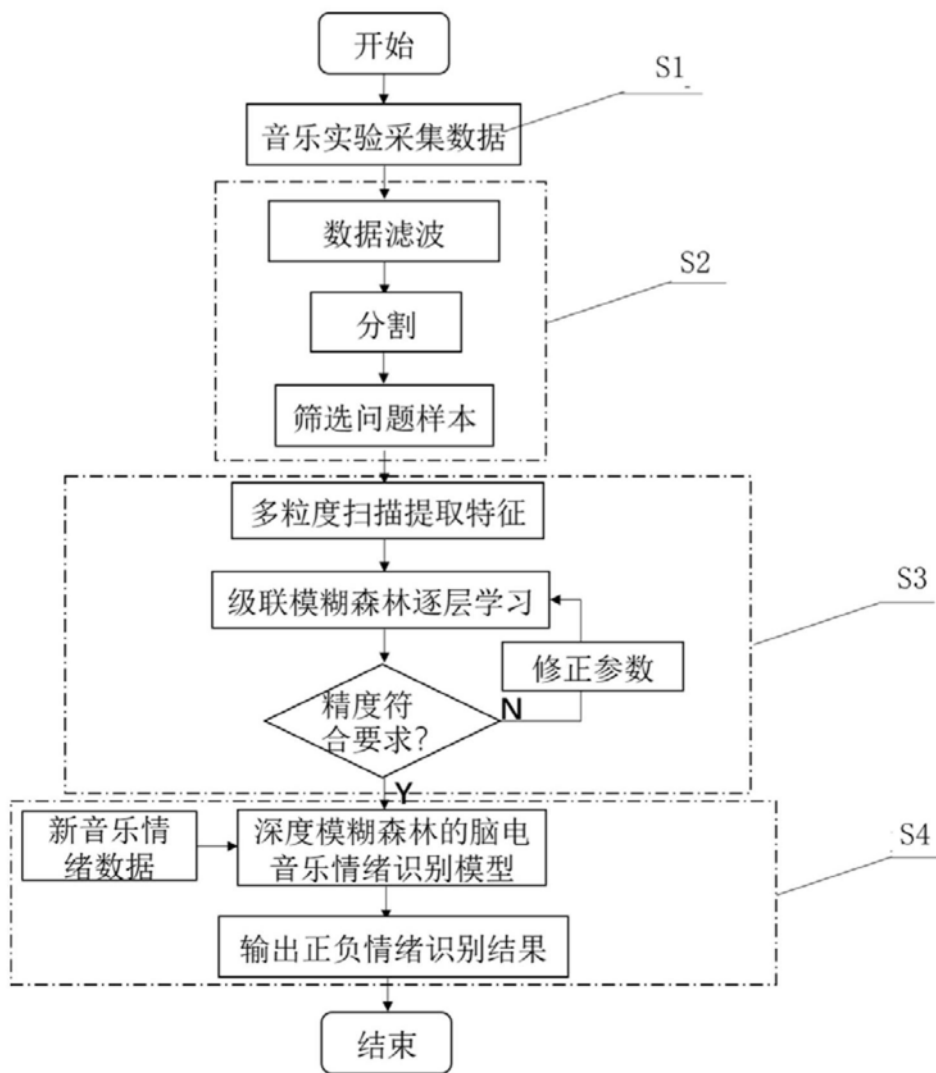 开始
S1
音乐实验采集数据
数据滤波
S2
分割
筛选问题样本
多粒度扫描提取特征
级联模糊森林逐层学习
S3
修正参数
精度符
合要求?
N
Y
新音乐情
绪数据
深度模糊森林的脑电
音乐情绪识别模型
S4
输出正负情绪识别结果
结束